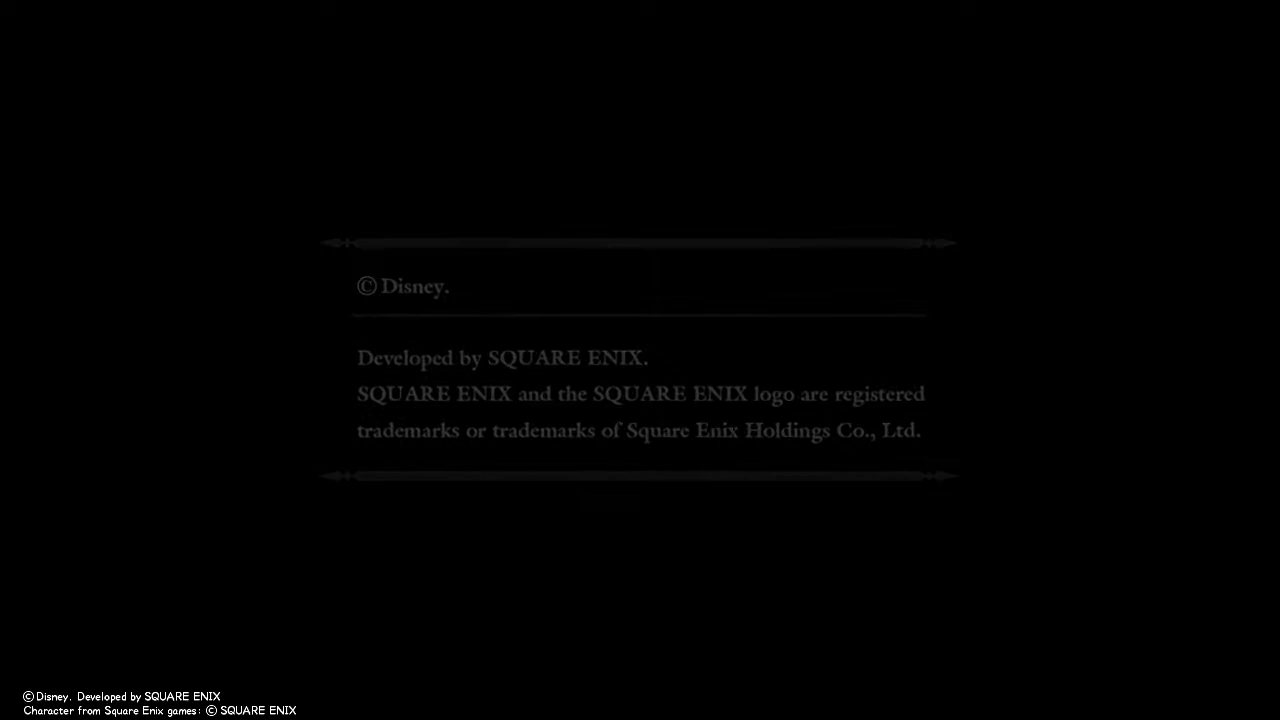 © Disney.
Developed by SQUARE ENIX.
SQUARE ENIX and the SQUARE ENIX logo are registered
trademarks or trademarks of Square Enix Holdings Co., Ltd.
© Disney. Developed by SQUARE ENIX
Character from Square Enix games: © SQUARE ENIX